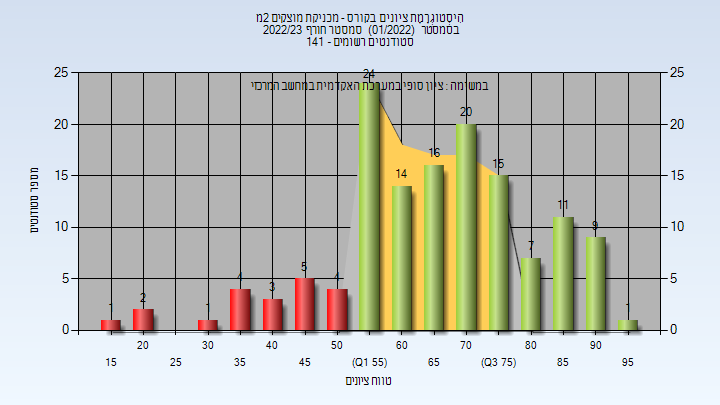 היסטוגרמת ציונים בקורס - מכניקת מוצקים 2מ
בסמסטר (01/2022) סמסטר חורף 2022/23
סטודנטים רשומים - 141
במשימה : ציון סופי במערכת האקדמית במחשב המרכזי
25 25
20 20
15 15
10 10
5 5
0 0
מספר סטודנטים
1 2 1 4 3 5 4 24 14 16 20 15 7 11 9 1
20 30 40 50 60 70 80 90
15 25 35 45 (Q1 55) 65 (Q3 75) 85 95
טווח ציונים